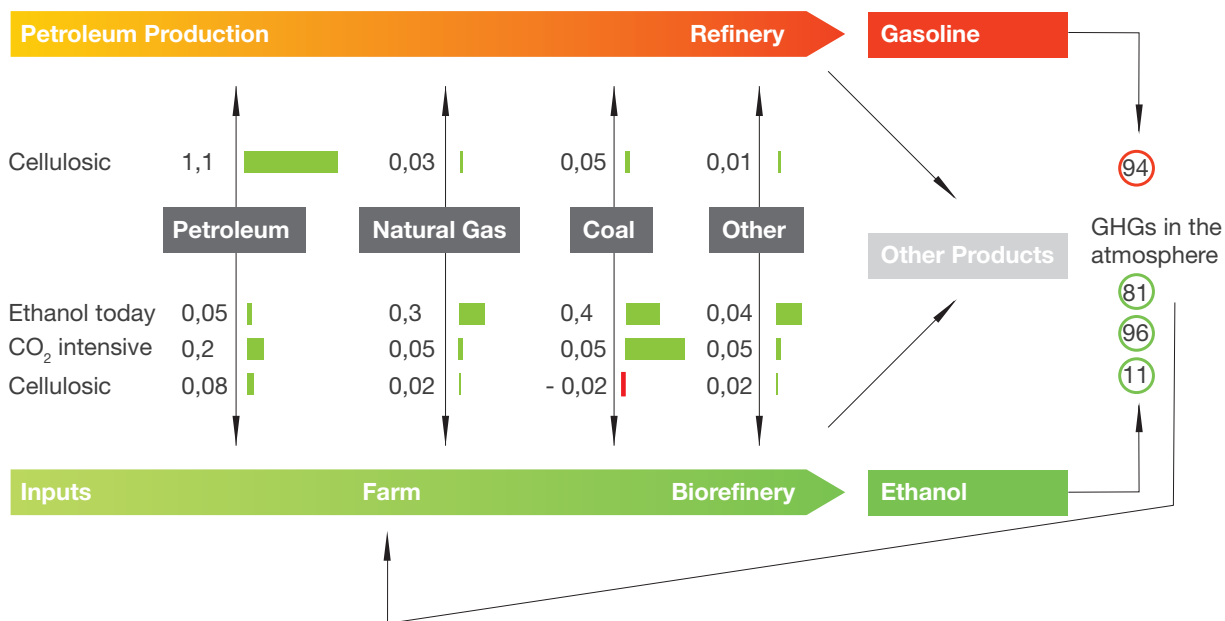 Petroleum Production Refinery Gasoline
Cellulosic 1,1 0,03 0,05 0,01
94
Petroleum Natural Gas Coal Other
Other Products
GHGs in the
atmosphere
81
Ethanol today 0,05 0,3 0,4 0,04
96
CO₂ intensive 0,2 0,05 0,05 0,05
11
Cellulosic 0,08 0,02 - 0,02 0,02
Inputs Farm Biorefinery Ethanol